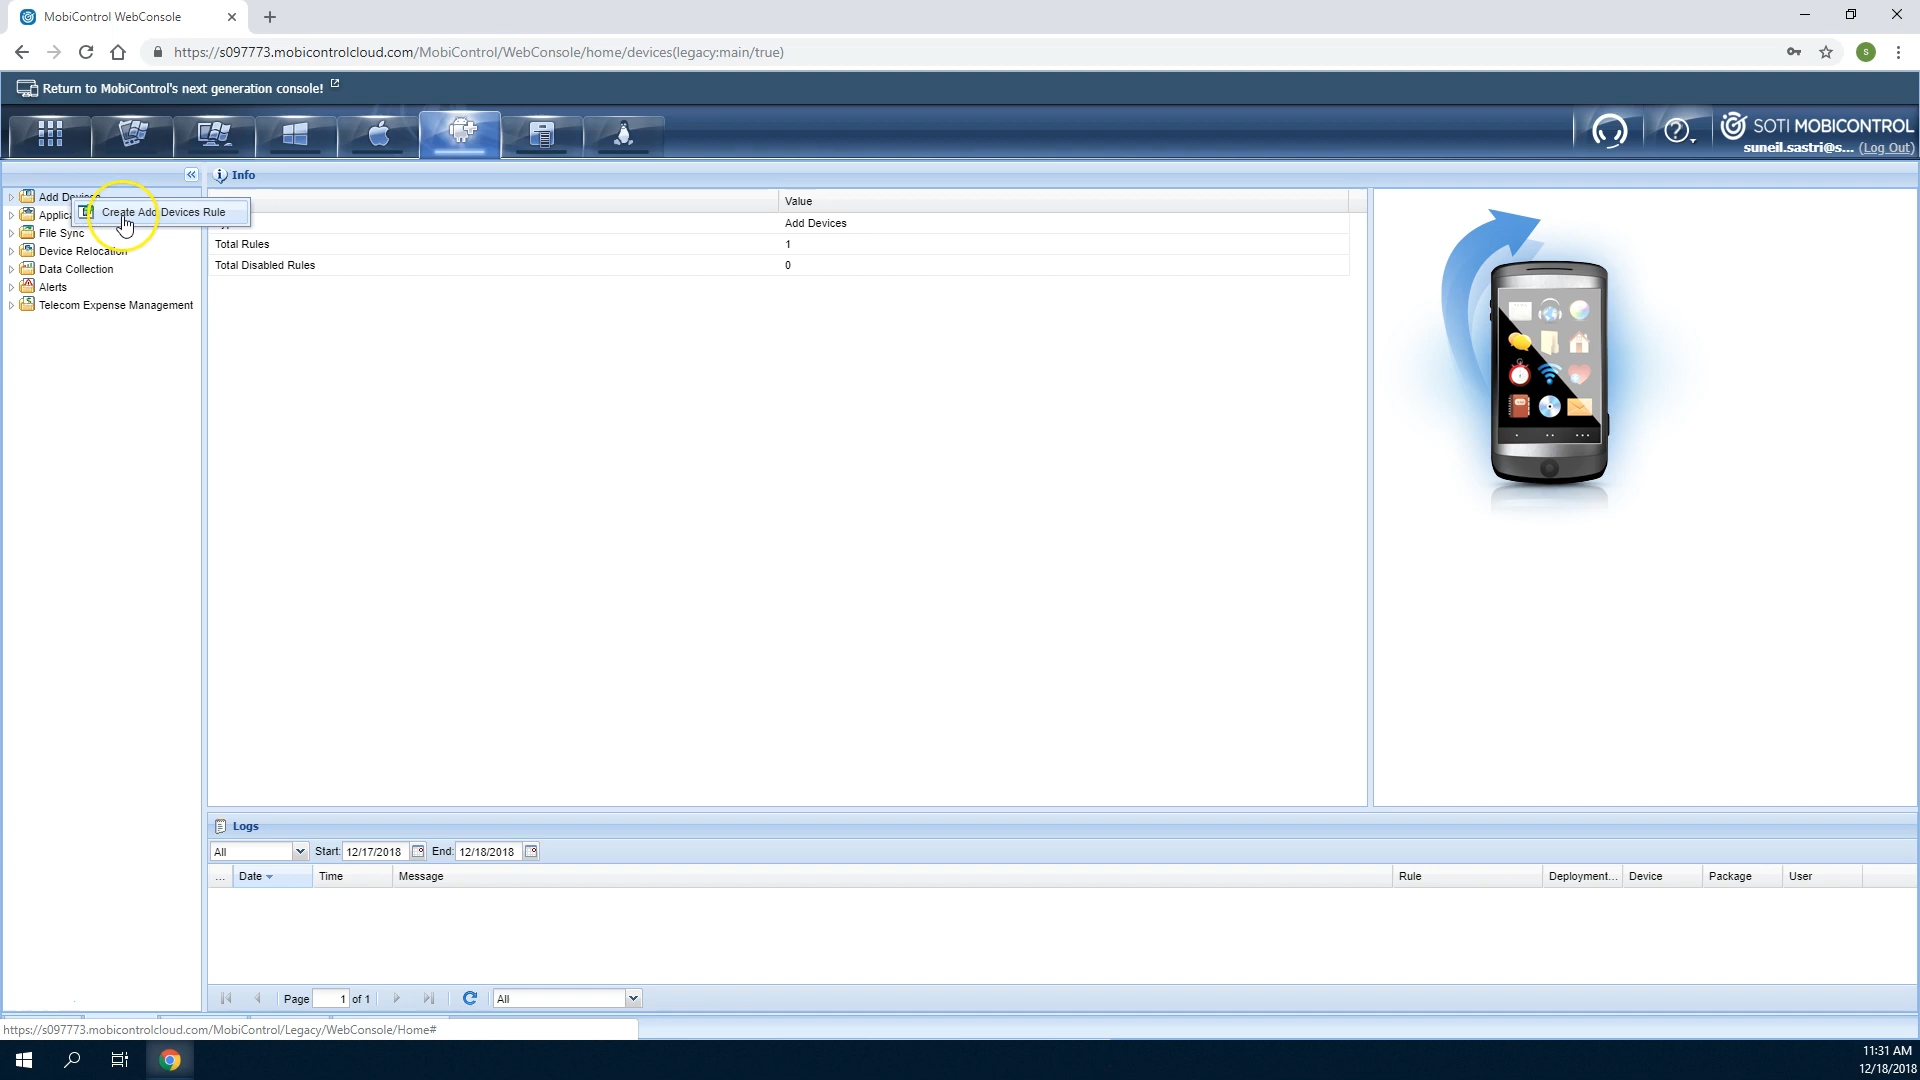 MobiControl WebConsole
https://s097773.mobicontrolcloud.com/MobiControl/WebConsole/home/devices(legacy:main/true)
S
Return to MobiControl's next generation console!
SOTI MOBICONTROL
suneil.sastri@s... (Log Out)
Info
Add Devices
Create Add Devices Rule
File Sync
Device Relocation
Data Collection
Alerts
Telecom Expense Management
Value
Add Devices
Total Rules 1
Total Disabled Rules 0
Logs
All Start: 12/17/2018 End: 12/18/2018
... Date Time Message Rule Deployment... Device Package User
Page 1 of 1 All
https://s097773.mobicontrolcloud.com/MobiControl/Legacy/WebConsole/Home#
11:31 AM
12/18/2018